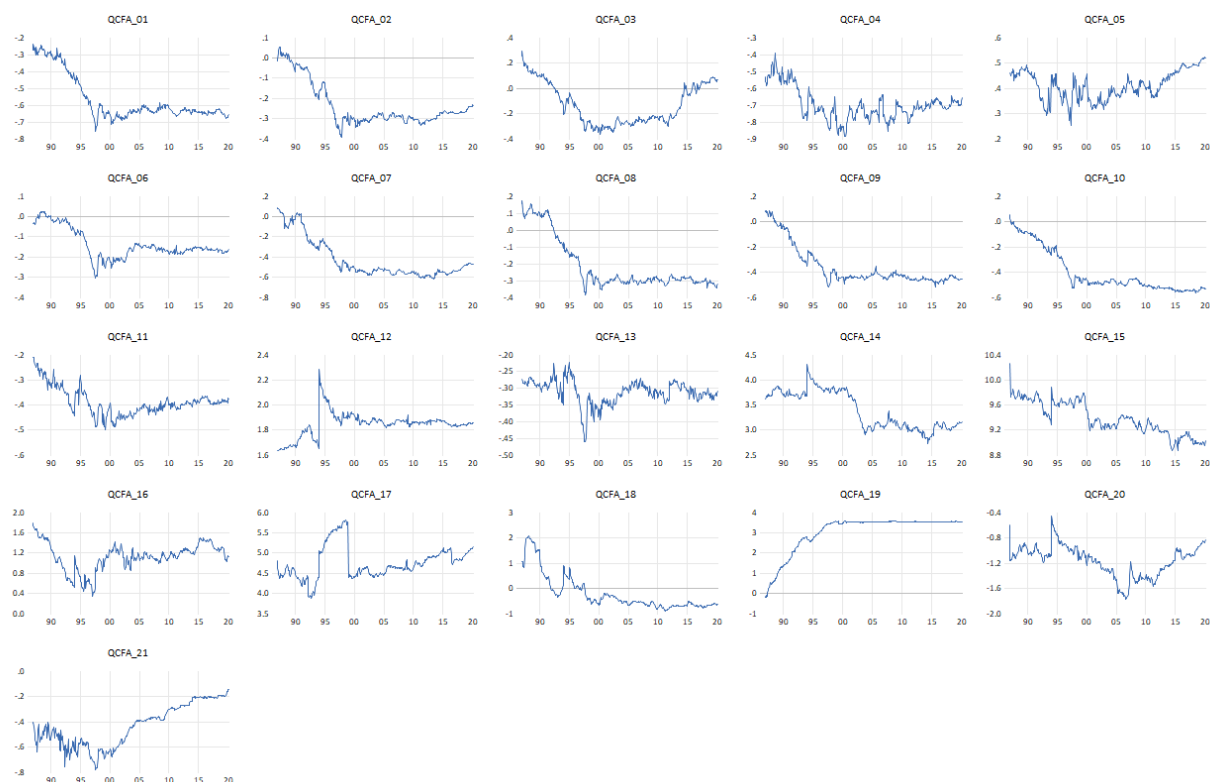 QCFA_01
-.2
-.3
-.4
-.5
-.6
-.7
-.8
90 95 00 05 10 15 20
QCFA_02
.1
.0
-.1
-.2
-.3
-.4
90 95 00 05 10 15 20
QCFA_03
.4
.2
.0
-.2
-.4
90 95 00 05 10 15 20
QCFA_04
-.3
-.4
-.5
-.6
-.7
-.8
-.9
90 95 00 05 10 15 20
QCFA_05
.6
.5
.4
.3
.2
90 95 00 05 10 15 20
QCFA_06
.1
.0
-.1
-.2
-.3
-.4
90 95 00 05 10 15 20
QCFA_07
.2
.0
-.2
-.4
-.6
-.8
90 95 00 05 10 15 20
QCFA_08
.2
.1
.0
-.1
-.2
-.3
-.4
90 95 00 05 10 15 20
QCFA_09
.2
.0
-.2
-.4
-.6
90 95 00 05 10 15 20
QCFA_10
.2
.0
-.2
-.4
-.6
90 95 00 05 10 15 20
QCFA_11
-.2
-.3
-.4
-.5
-.6
90 95 00 05 10 15 20
QCFA_12
2.4
2.2
2.0
1.8
1.6
90 95 00 05 10 15 20
QCFA_13
-.20
-.25
-.30
-.35
-.40
-.45
-.50
90 95 00 05 10 15 20
QCFA_14
4.5
4.0
3.5
3.0
2.5
90 95 00 05 10 15 20
QCFA_15
10.4
10.0
9.6
9.2
8.8
90 95 00 05 10 15 20
QCFA_16
2.0
1.6
1.2
0.8
0.4
0.0
90 95 00 05 10 15 20
QCFA_17
6.0
5.5
5.0
4.5
4.0
3.5
90 95 00 05 10 15 20
QCFA_18
3
2
1
0
-1
90 95 00 05 10 15 20
QCFA_19
4
3
2
1
0
-1
90 95 00 05 10 15 20
QCFA_20
-0.4
-0.8
-1.2
-1.6
-2.0
90 95 00 05 10 15 20
QCFA_21
.0
-.2
-.4
-.6
-.8
90 95 00 05 10 15 20